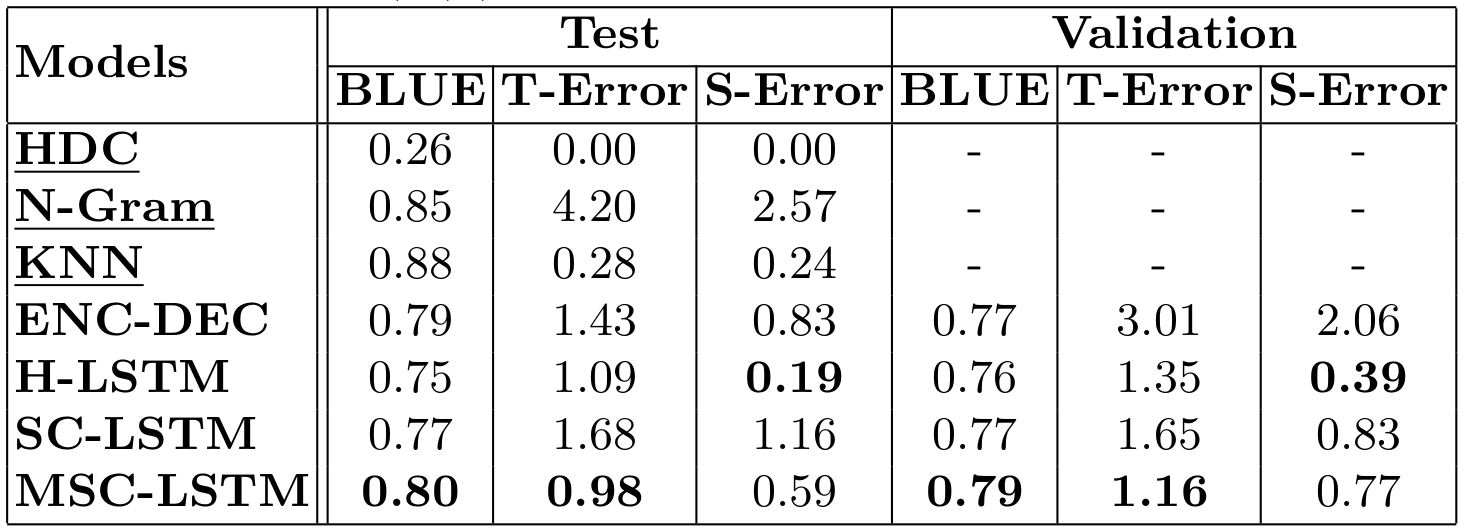 Models Test Validation
BLUE T-Error S-Error BLUE T-Error S-Error
HDC 0.26 0.00 0.00 - - -
N-Gram 0.85 4.20 2.57 - - -
KNN 0.88 0.28 0.24 - - -
ENC-DEC 0.79 1.43 0.83 0.77 3.01 2.06
H-LSTM 0.75 1.09 0.19 0.76 1.35 0.39
SC-LSTM 0.77 1.68 1.16 0.77 1.65 0.83
MSC-LSTM 0.80 0.98 0.59 0.79 1.16 0.77